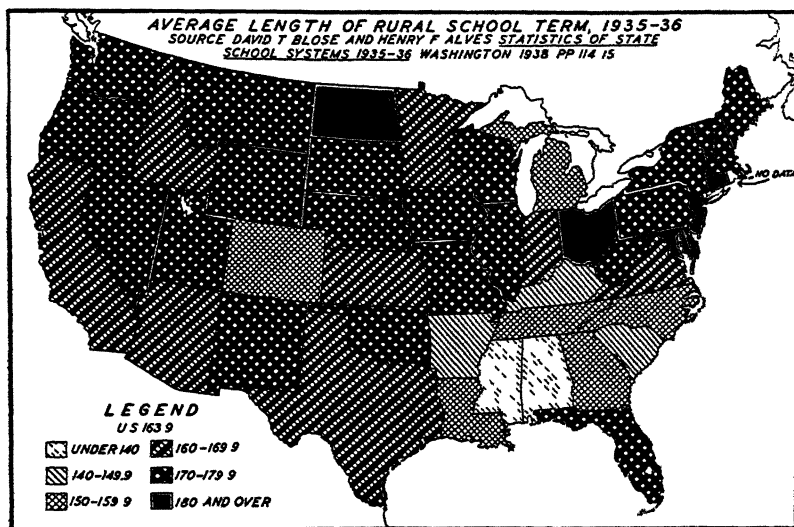 AVERAGE LENGTH OF RURAL SCHOOL TERM, 1935-36
SOURCE DAVID T BLOSE AND HENRY F ALVES STATISTICS OF STATE
SCHOOL SYSTEMS 1935-36 WASHINGTON 1938 PP 114 15
NO DATA
LEGEND
US 163 9
UNDER 140
160-169 9
140-149.9
170-179 9
150-159 9
180 AND OVER